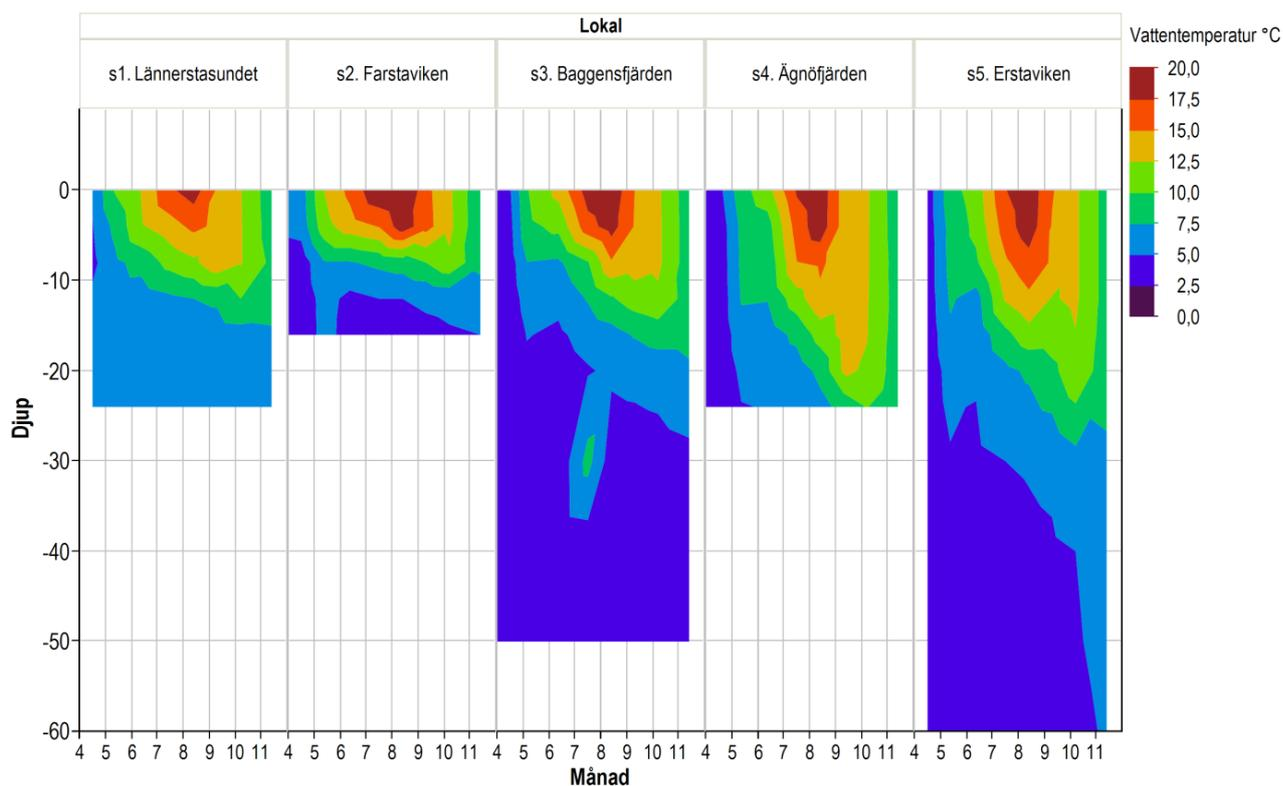 Lokal
s1. Lännerstasundet s2. Farstaviken s3. Baggensfjärden s4. Ägnöfjärden s5. Erstaviken
Vattentemperatur °C
20,0
17,5
15,0
12,5
10,0
7,5
5,0
2,5
0,0
Djup
0
-10
-20
-30
-40
-50
-60
4 5 6 7 8 9 10 11 4 5 6 7 8 9 10 11 4 5 6 7 8 9 10 11 4 5 6 7 8 9 10 11 4 5 6 7 8 9 10 11
Månad